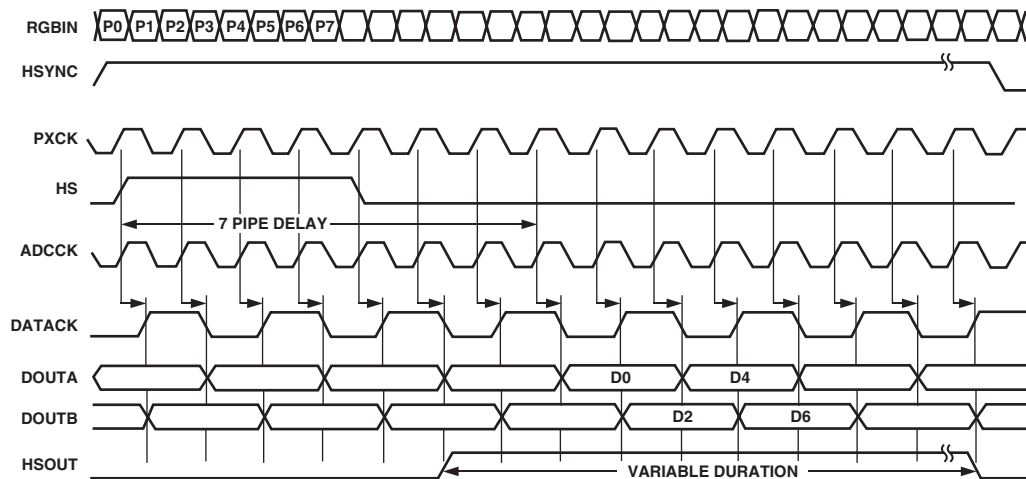 RGBIN P0 P1 P2 P3 P4 P5 P6 P7
HSYNC
PXCK
HS
7 PIPE DELAY
ADCCK
DATACK
DOUTA D0 D4
DOUTB D2 D6
HSOUT VARIABLE DURATION